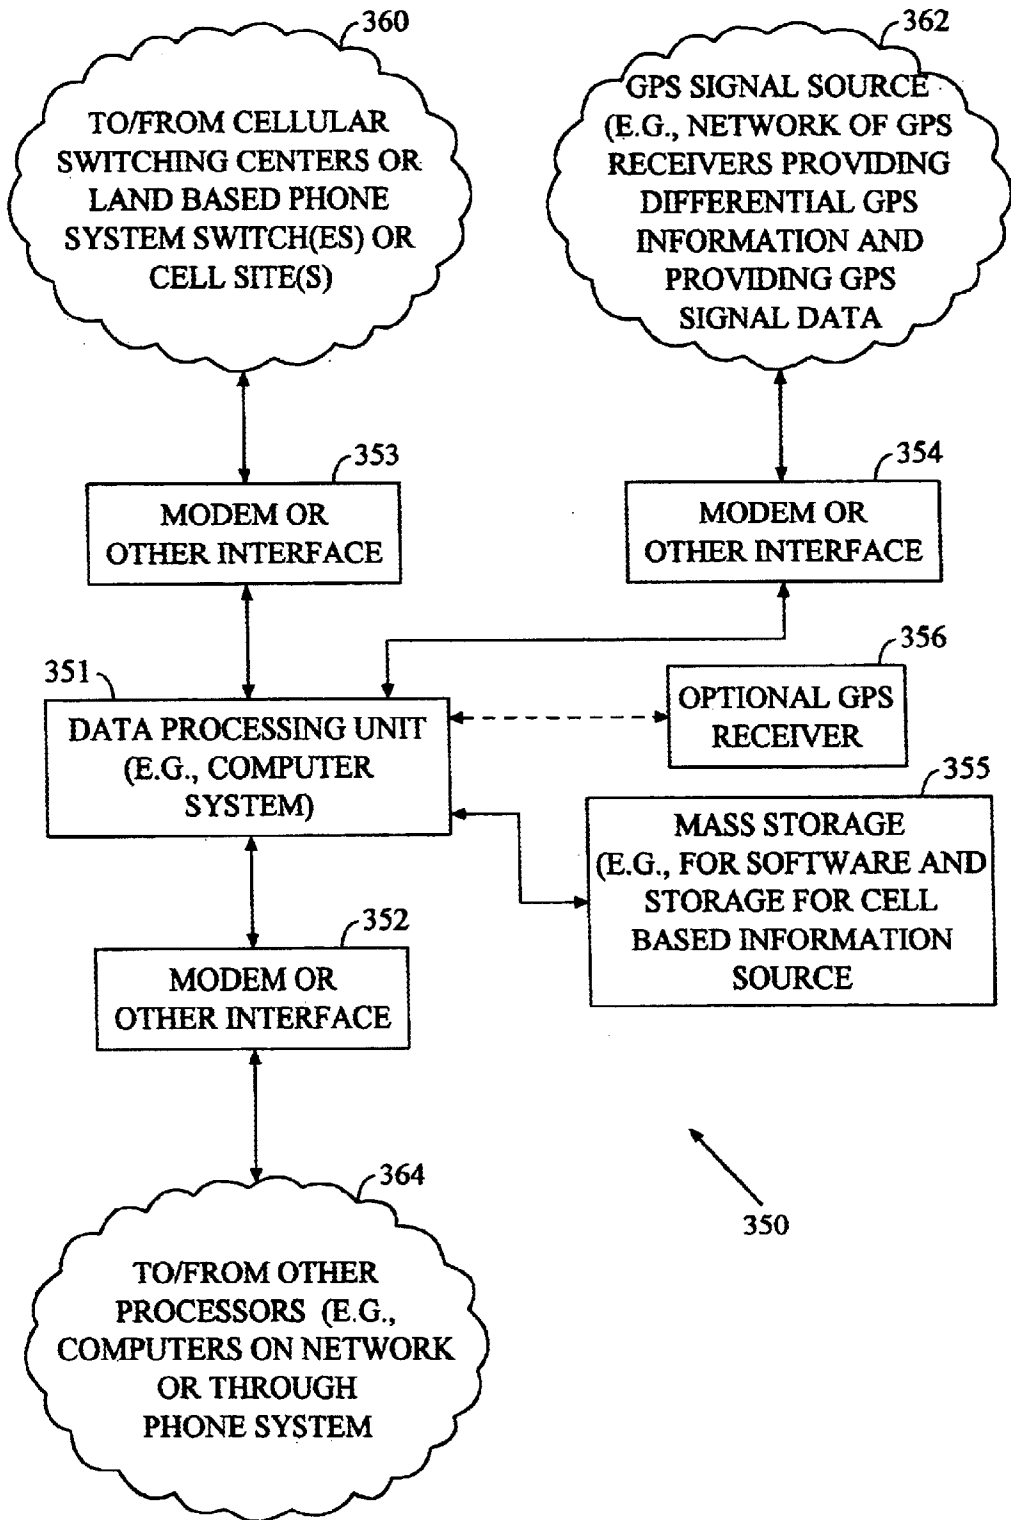 360
TO/FROM CELLULAR
SWITCHING CENTERS OR
LAND BASED PHONE
SYSTEM SWITCH(ES) OR
CELL SITE(S)
362
GPS SIGNAL SOURCE
(E.G., NETWORK OF GPS
RECEIVERS PROVIDING
DIFFERENTIAL GPS
INFORMATION AND
PROVIDING GPS
SIGNAL DATA
353
MODEM OR
OTHER INTERFACE
354
MODEM OR
OTHER INTERFACE
351
DATA PROCESSING UNIT
(E.G., COMPUTER
SYSTEM)
356
OPTIONAL GPS
RECEIVER
355
MASS STORAGE
(E.G., FOR SOFTWARE AND
STORAGE FOR CELL
BASED INFORMATION
SOURCE
352
MODEM OR
OTHER INTERFACE
350
364
TO/FROM OTHER
PROCESSORS (E.G.,
COMPUTERS ON NETWORK
OR THROUGH
PHONE SYSTEM